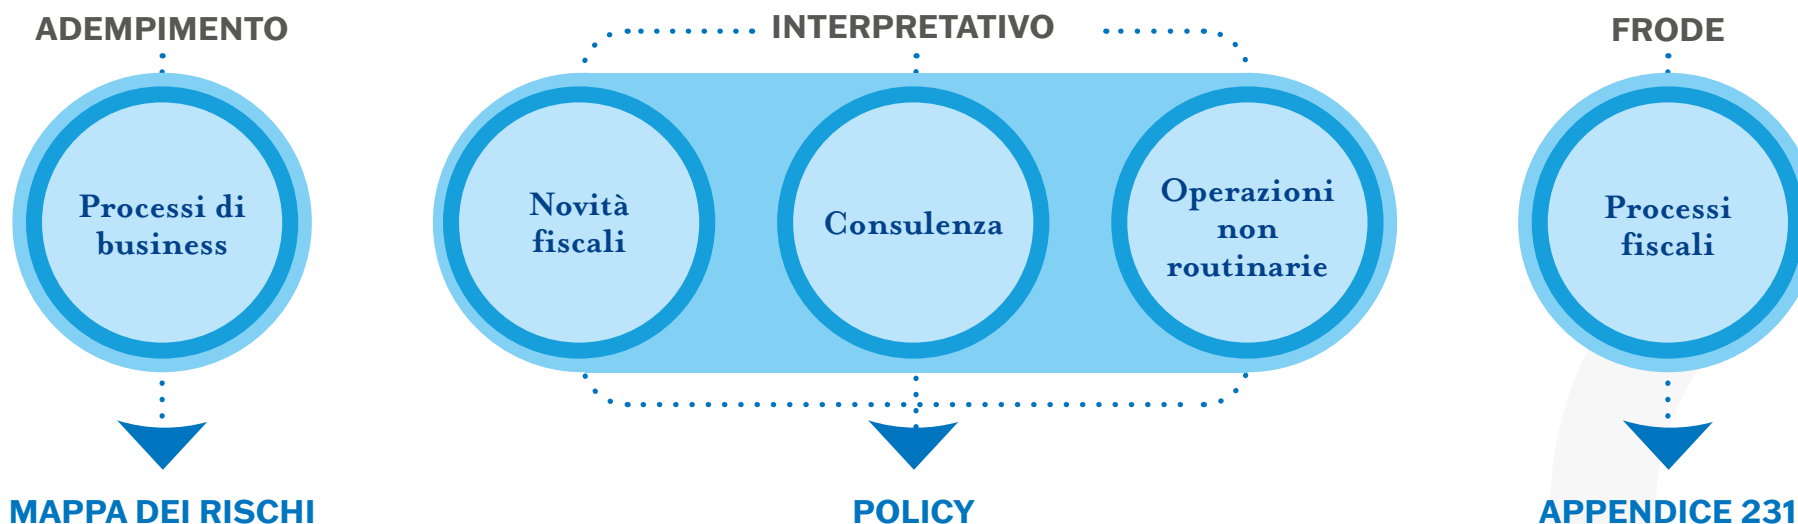 ADEMPIMENTO
INTERPRETATIVO
FRODE
Processi di
business
Novità
fiscali
Consulenza
Operazioni
non
routinarie
Processi
fiscali
MAPPA DEI RISCHI
POLICY
APPENDICE 231